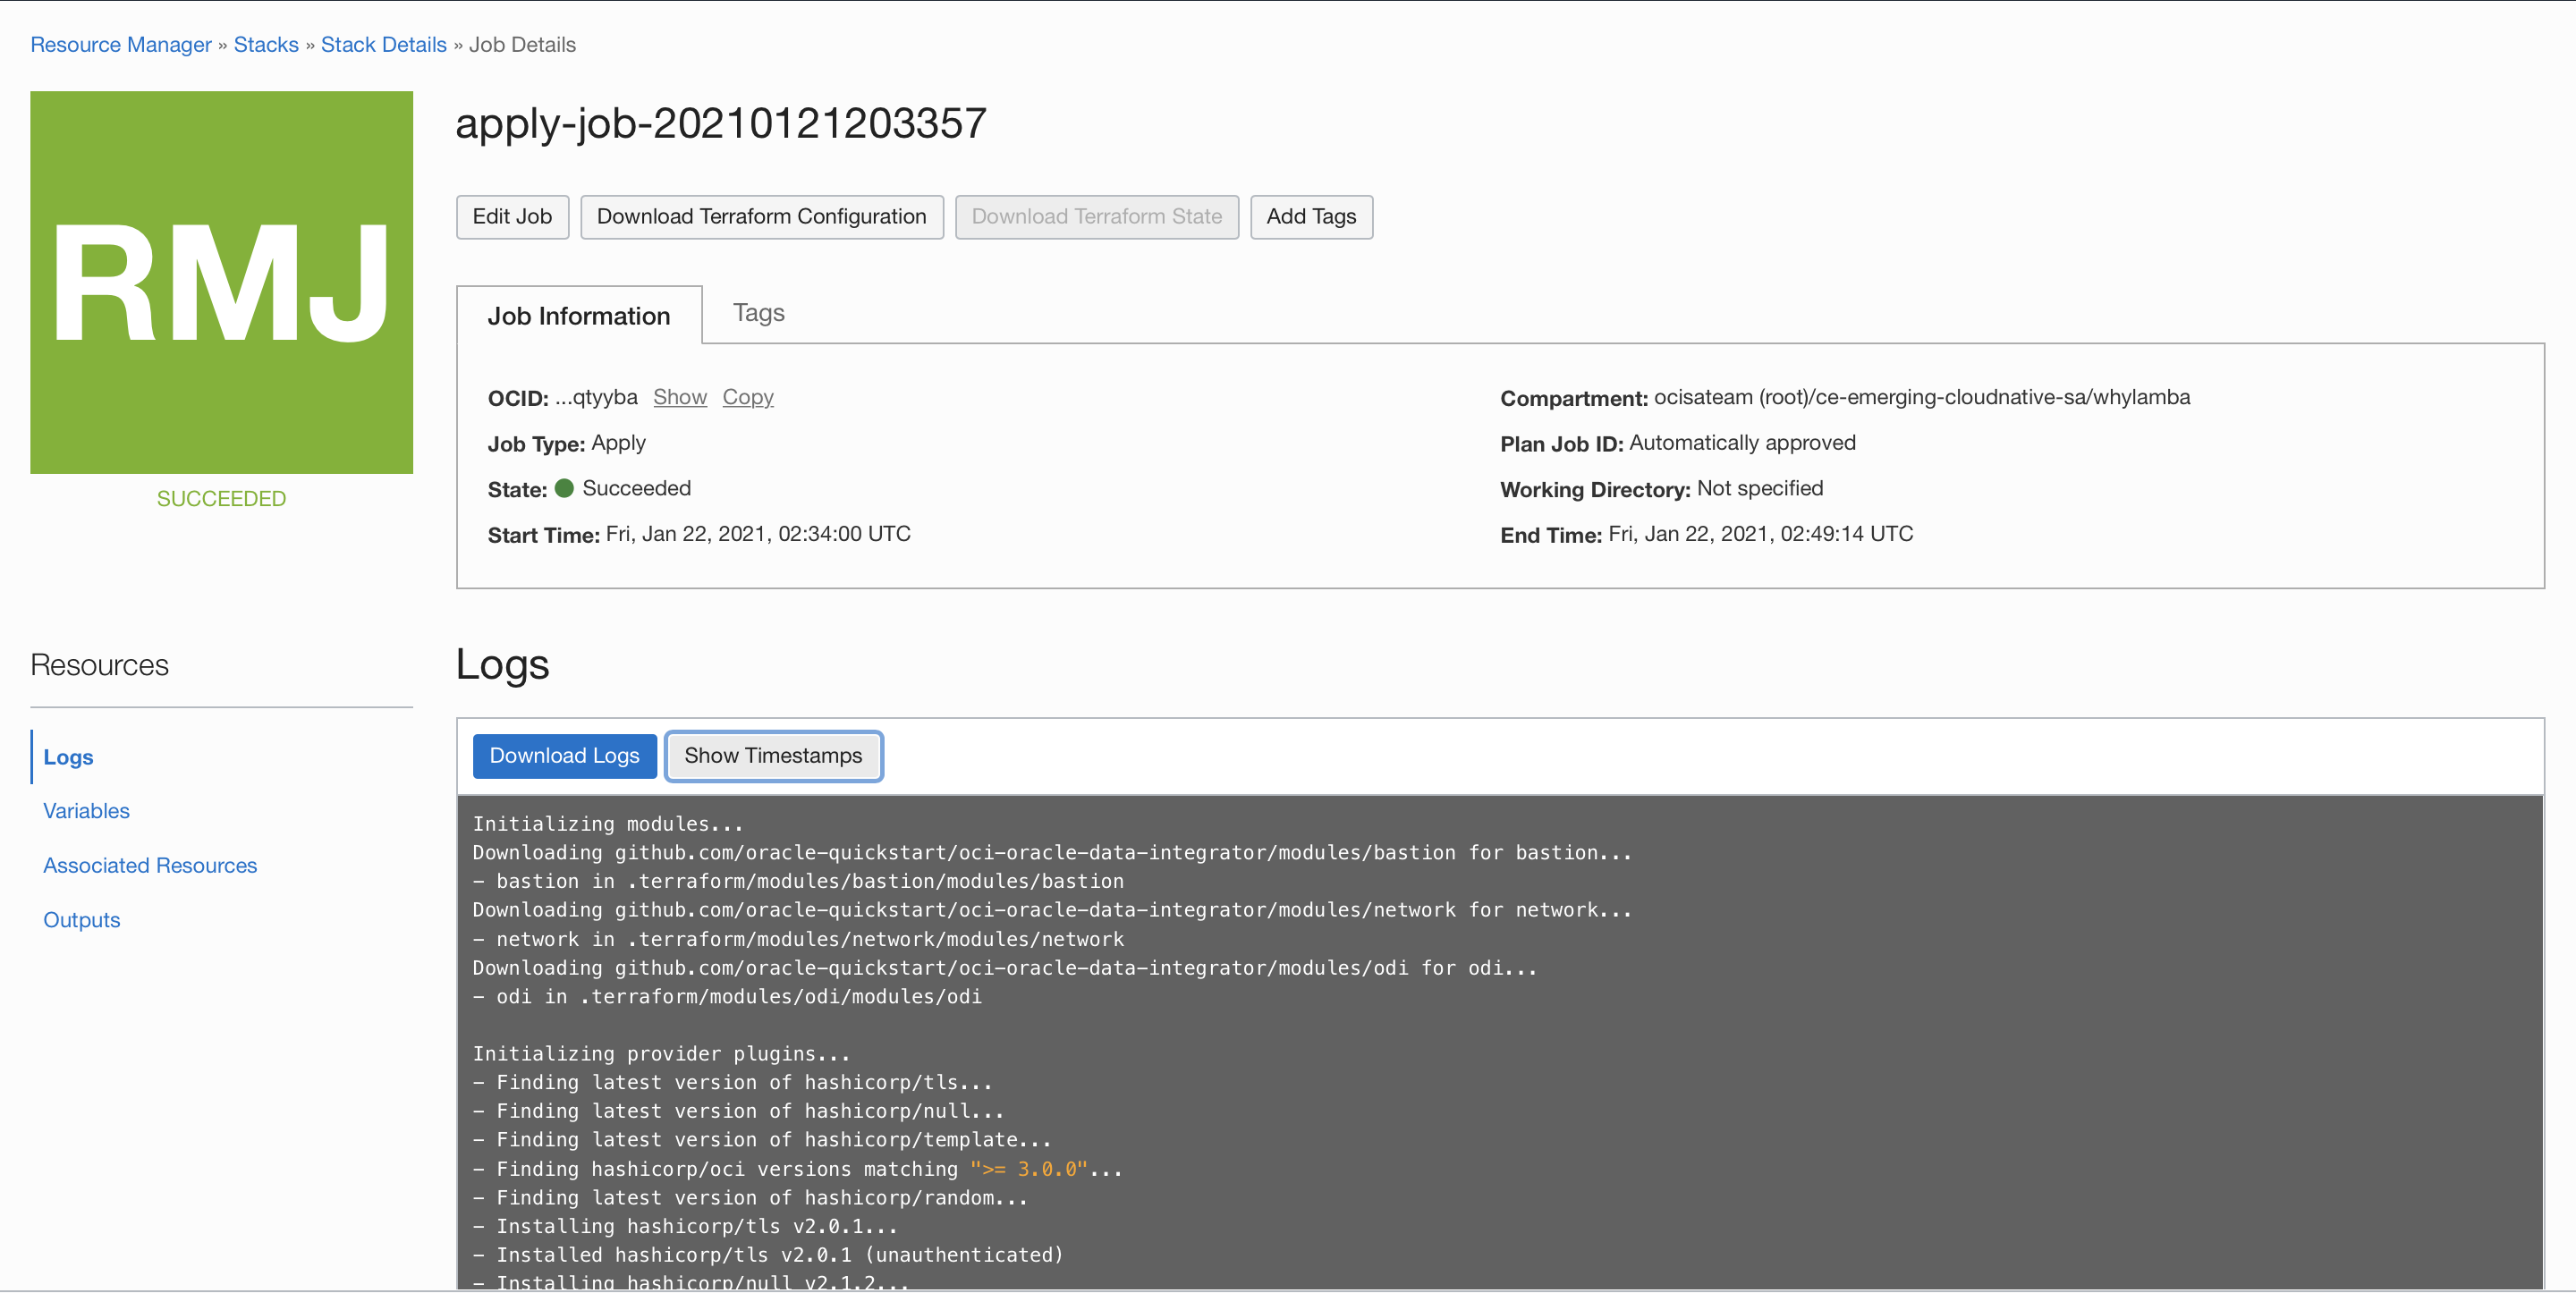 Resource Manager » Stacks » Stack Details » Job Details
RMJ
SUCCEEDED
apply-job-20210121203357
Edit Job Download Terraform Configuration Download Terraform State Add Tags
Job Information Tags
OCID: ...qtyyba Show Copy
Job Type: Apply
State: Succeeded
Start Time: Fri, Jan 22, 2021, 02:34:00 UTC
Compartment: ocisateam (root)/ce-emerging-cloudnative-sa/whylamba
Plan Job ID: Automatically approved
Working Directory: Not specified
End Time: Fri, Jan 22, 2021, 02:49:14 UTC
Resources
Logs
Variables
Associated Resources
Outputs
Logs
Download Logs Show Timestamps
Initializing modules...
Downloading github.com/oracle-quickstart/oci-oracle-data-integrator/modules/bastion for bastion...
- bastion in .terraform/modules/bastion/modules/bastion
Downloading github.com/oracle-quickstart/oci-oracle-data-integrator/modules/network for network...
- network in .terraform/modules/network/modules/network
Downloading github.com/oracle-quickstart/oci-oracle-data-integrator/modules/odi for odi...
- odi in .terraform/modules/odi/modules/odi
Initializing provider plugins...
- Finding latest version of hashicorp/tls...
- Finding latest version of hashicorp/null...
- Finding latest version of hashicorp/template...
- Finding hashicorp/oci versions matching ">= 3.0.0"...
- Finding latest version of hashicorp/random...
- Installing hashicorp/tls v2.0.1...
- Installed hashicorp/tls v2.0.1 (unauthenticated)
- Installing hashicorp/null v2.1.2...